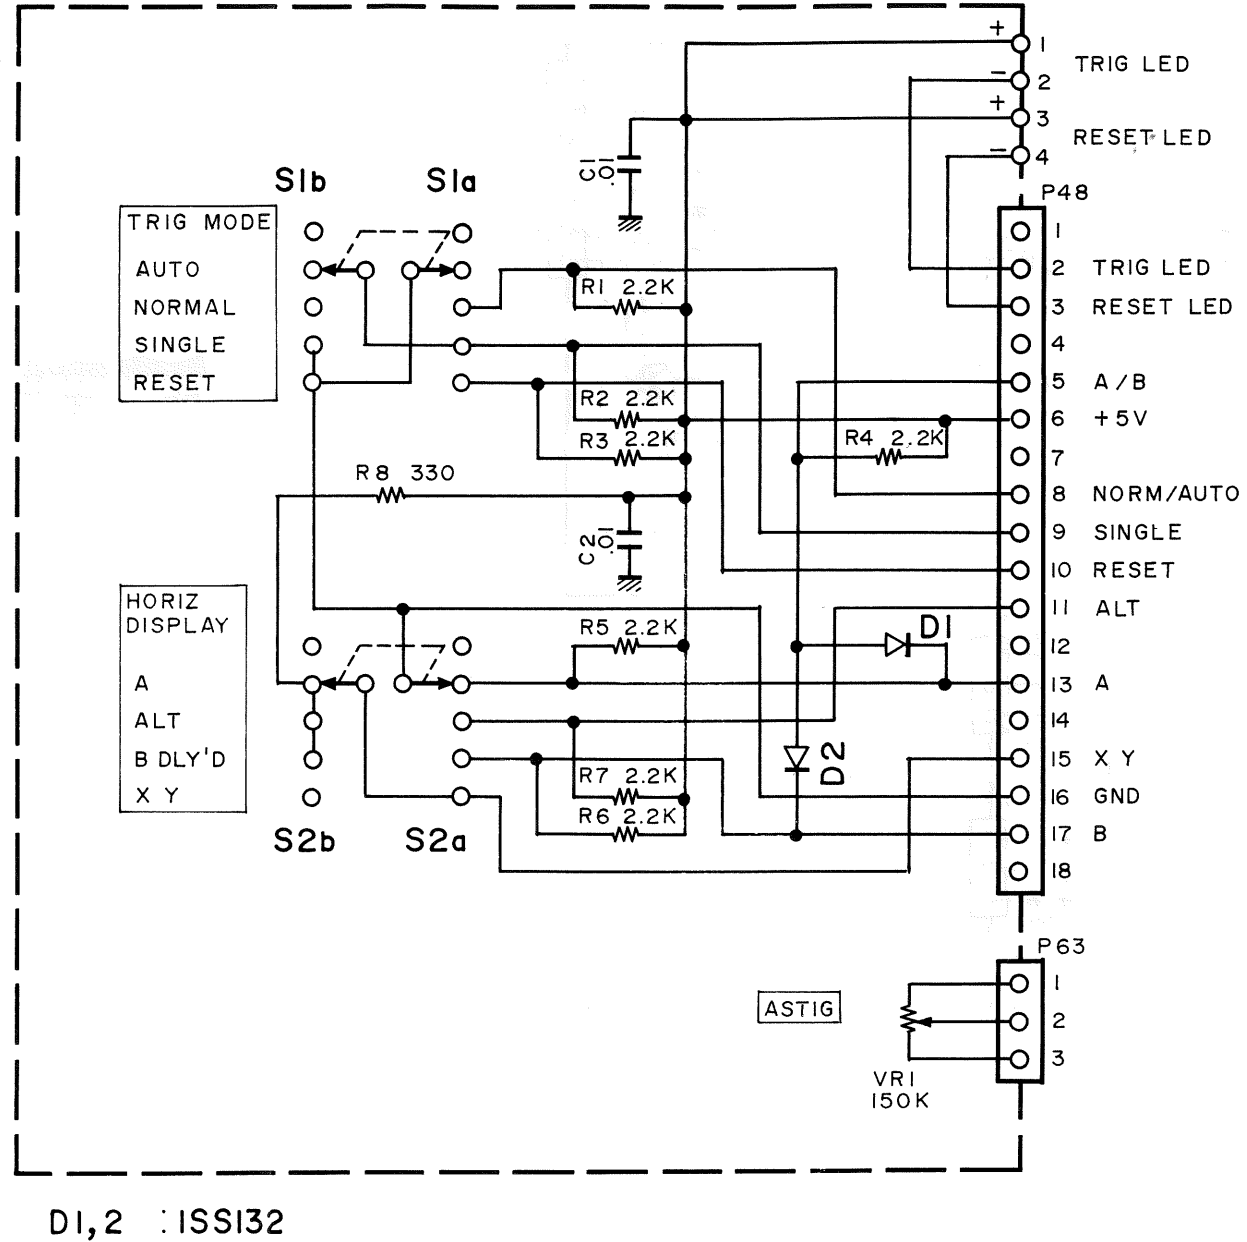 +
1
TRIG LED
−
2
+
3
RESET LED
−
4
C1
.01
S1b
S1a
P48
TRIG MODE
1
AUTO
2 TRIG LED
R1 2.2K
NORMAL
3 RESET LED
SINGLE
4
RESET
5 A/B
R2 2.2K
6 +5V
R3 2.2K
R4 2.2K
7
R8 330
8 NORM/AUTO
C2
.01
9 SINGLE
10 RESET
HORIZ
DISPLAY
11 ALT
R5 2.2K
D1
12
A
13 A
ALT
14
B DLY'D
D2
15 X Y
R7 2.2K
X Y
16 GND
R6 2.2K
S2b
S2a
17 B
18
P63
1
ASTIG
2
3
VR1
150K
D1,2 : 1SS132